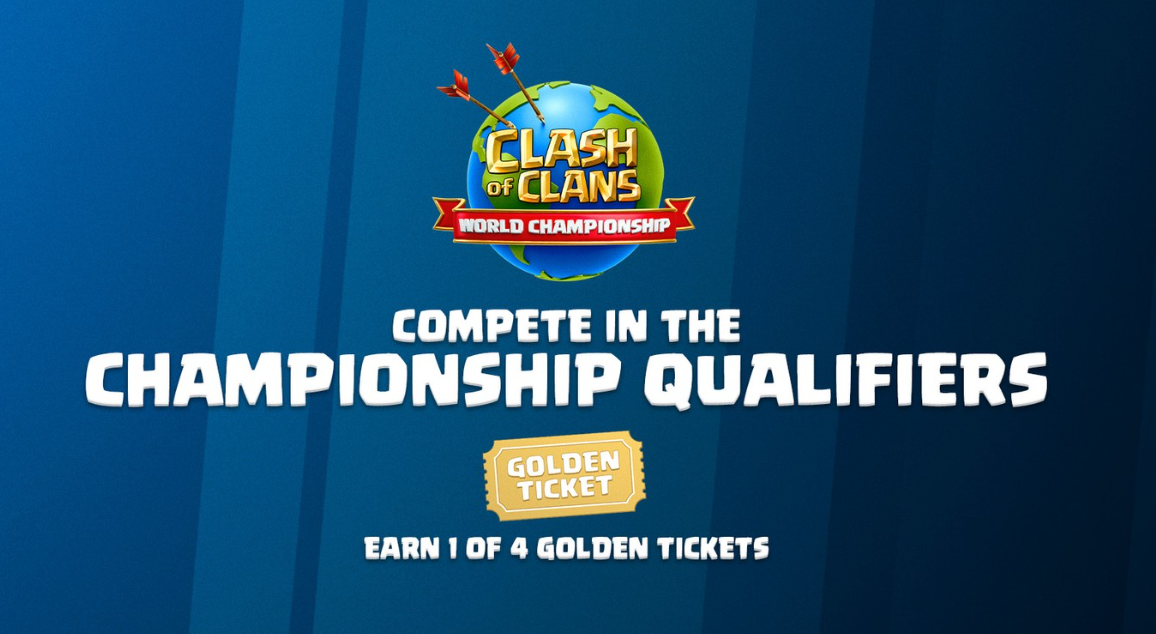 CLASH
of CLANS
WORLD CHAMPIONSHIP
COMPETE IN THE
CHAMPIONSHIP QUALIFIERS
GOLDEN
TICKET
EARN 1 OF 4 GOLDEN TICKETS